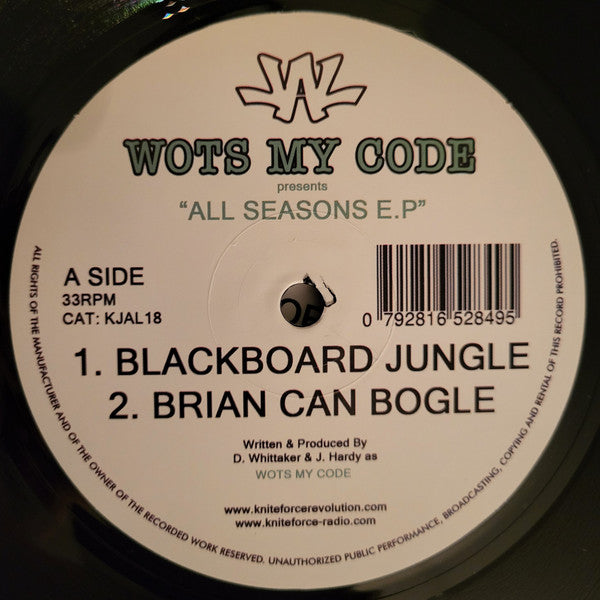 WOTS MY CODE
presents
"ALL SEASONS E.P"
A SIDE
33RPM
CAT: KJAL18
0 792816 528495
1. BLACKBOARD JUNGLE
2. BRIAN CAN BOGLE
Written & Produced By
D. Whittaker & J. Hardy as
WOTS MY CODE
www.kniteforcerevolution.com
www.kniteforce-radio.com
ALL RIGHTS OF THE MANUFACTURER AND OF THE OWNER OF THE RECORDED WORK RESERVED. UNAUTHORIZED PUBLIC PERFORMANCE, BROADCASTING, COPYING AND RENTAL OF THIS RECORD PROHIBITED.